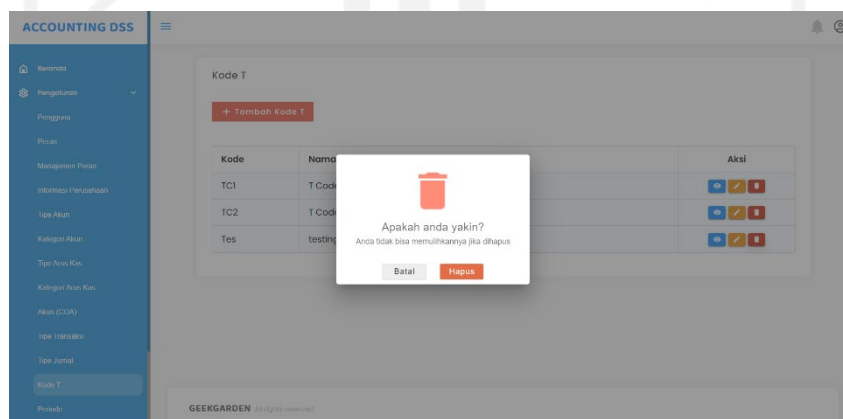 ACCOUNTING DSS
Beranda
Pengaturan
Pengguna
Peran
Manajemen Peran
Informasi Perusahaan
Tipe Akun
Kategori Akun
Tipe Arus Kas
Kategori Arus Kas
Akun (COA)
Tipe Transaksi
Tipe Jurnal
Kode T
Periode
Kode T
+ Tambah Kode T
Kode Nama Aksi
TC1 T Code
TC2 T Code
Tes testing
Apakah anda yakin?
Anda tidak bisa memulihkannya jika dihapus
Batal Hapus
GEEKGARDEN All rights reserved